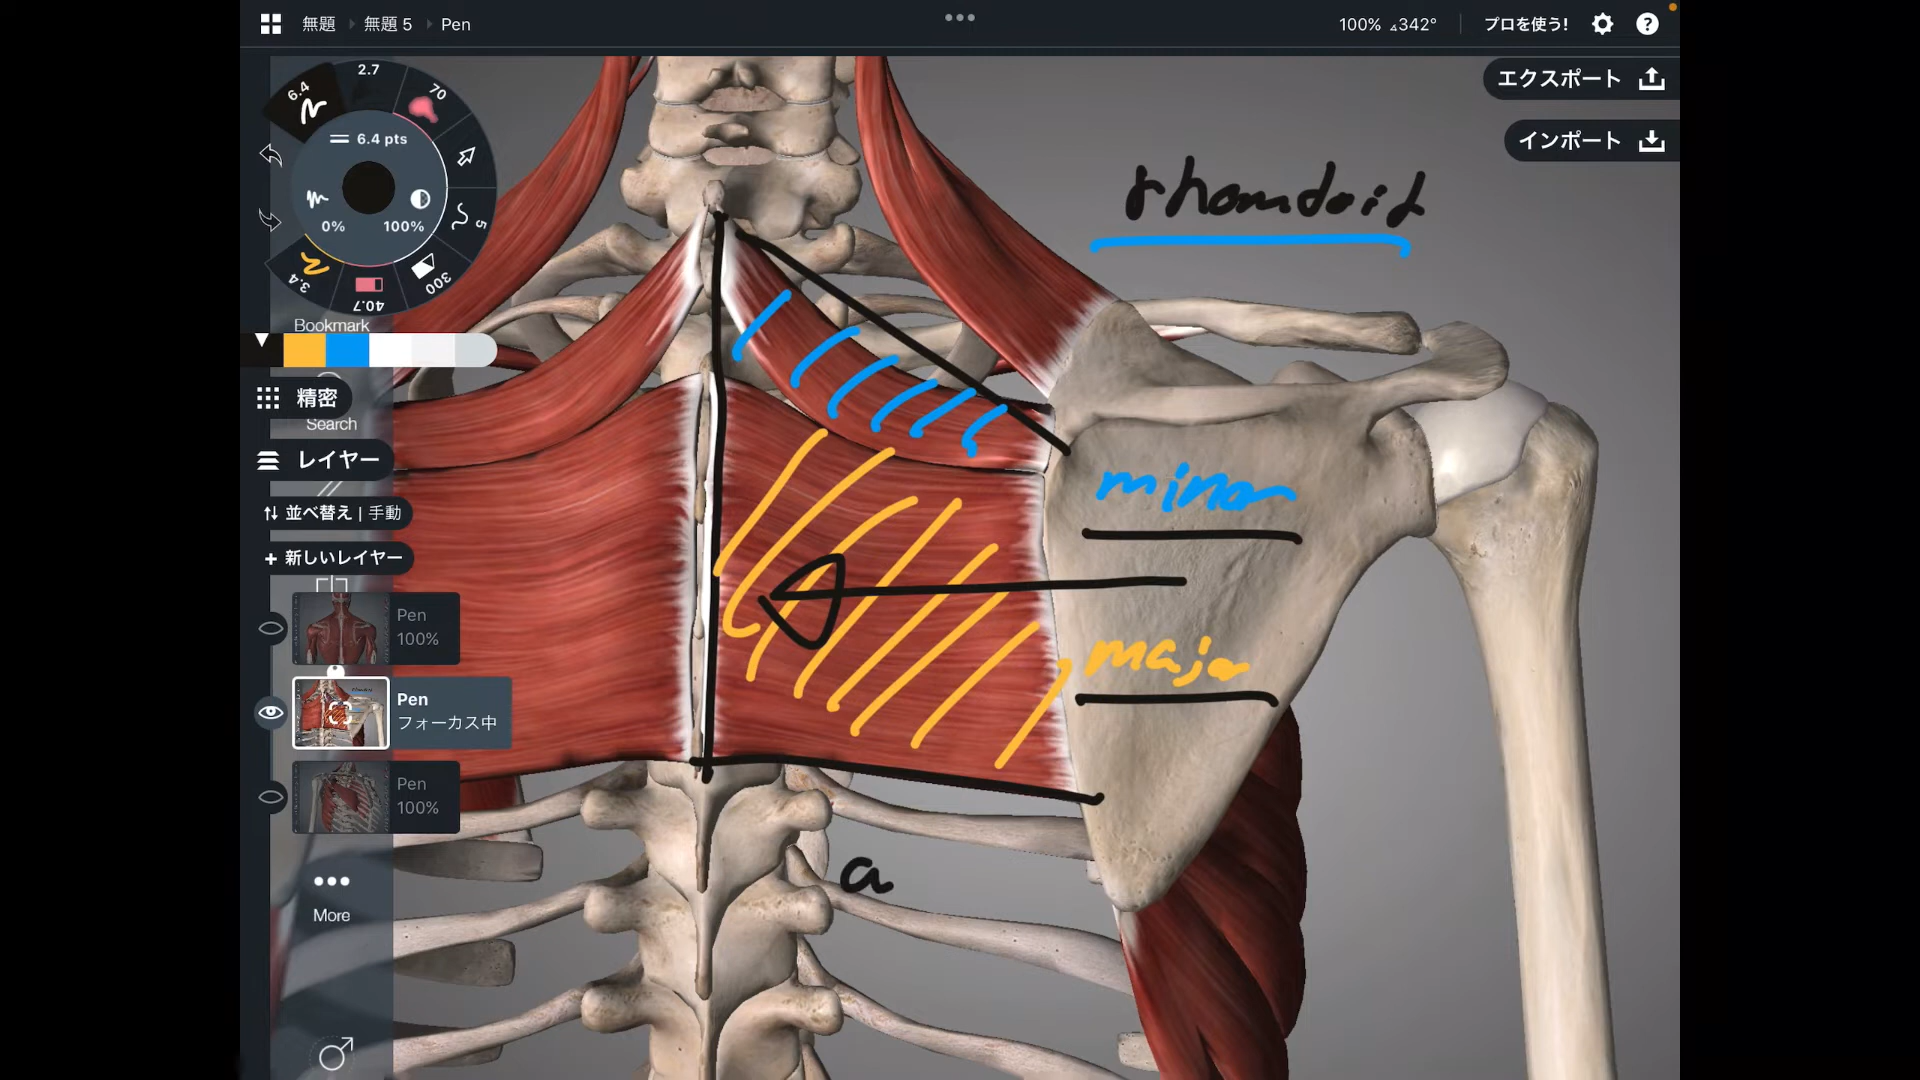 無題 無題 5 Pen
100% 342°
プロを使う!
エクスポート
インポート
2.7
6.4
70
6.4 pts
5
0% 100%
3.4
40.7
300
Bookmark
精密
Search
レイヤー
並べ替え | 手動
+ 新しいレイヤー
Pen
100%
Pen
フォーカス中
Pen
100%
More
rhomdoid
minor
major
a